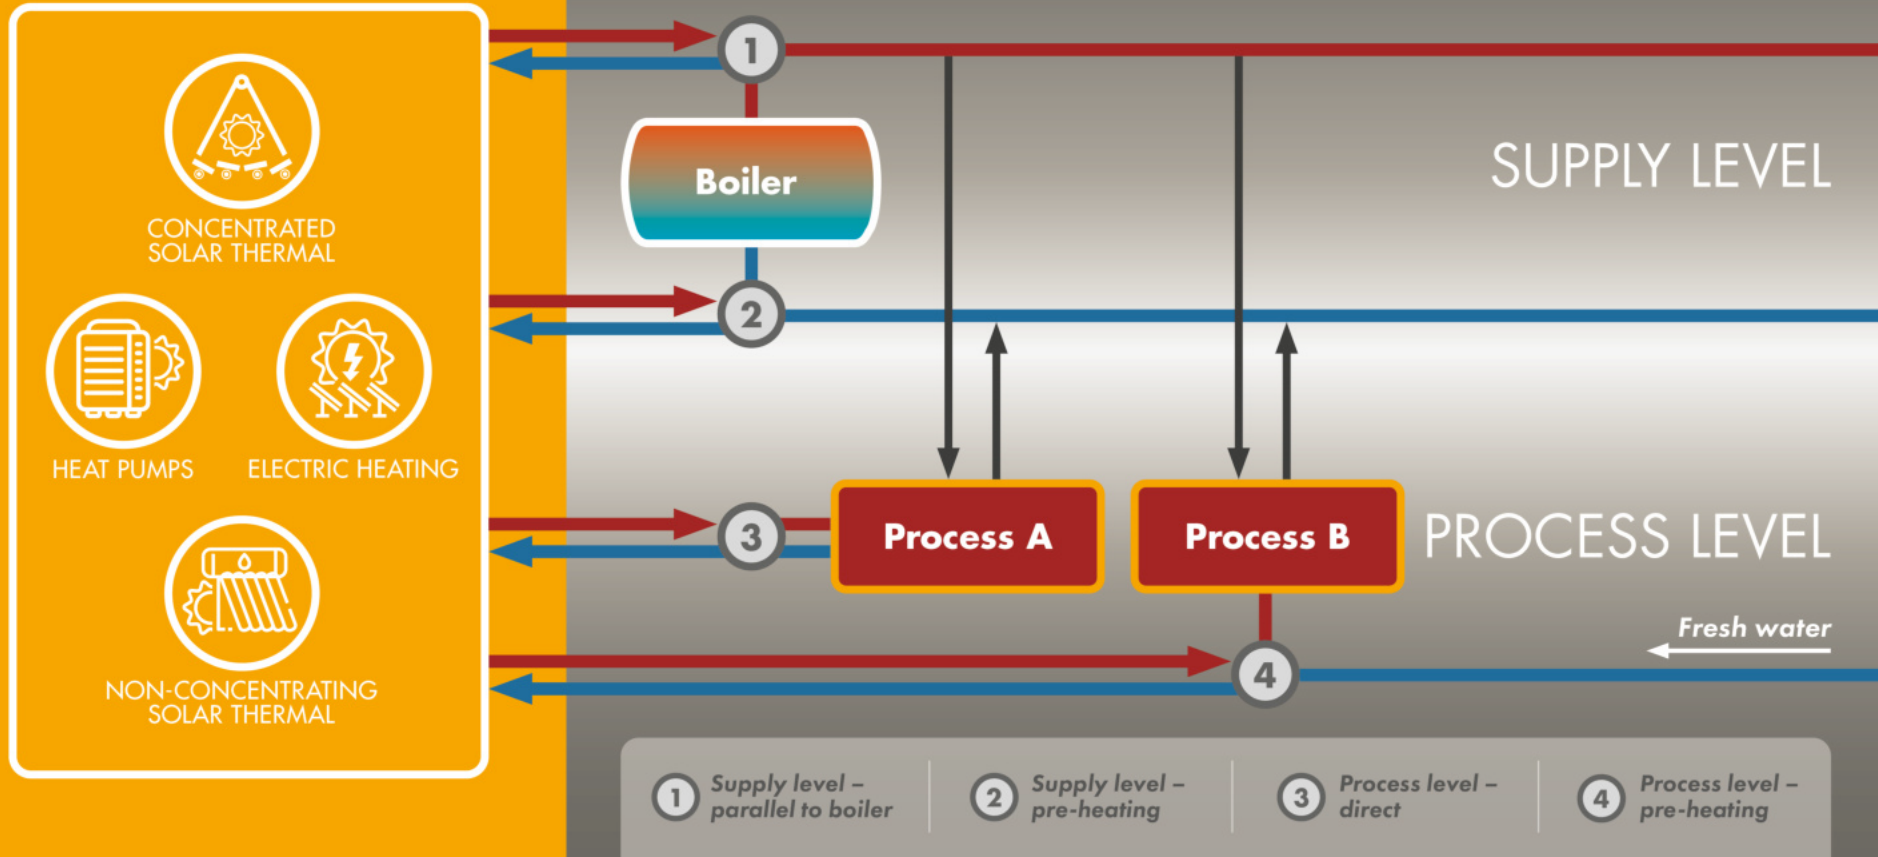 CONCENTRATED
SOLAR THERMAL
HEAT PUMPS
ELECTRIC HEATING
NON-CONCENTRATING
SOLAR THERMAL
1
Boiler
2
SUPPLY LEVEL
3
Process A
Process B
PROCESS LEVEL
Fresh water
4
1 Supply level –
parallel to boiler
2 Supply level –
pre-heating
3 Process level –
direct
4 Process level –
pre-heating